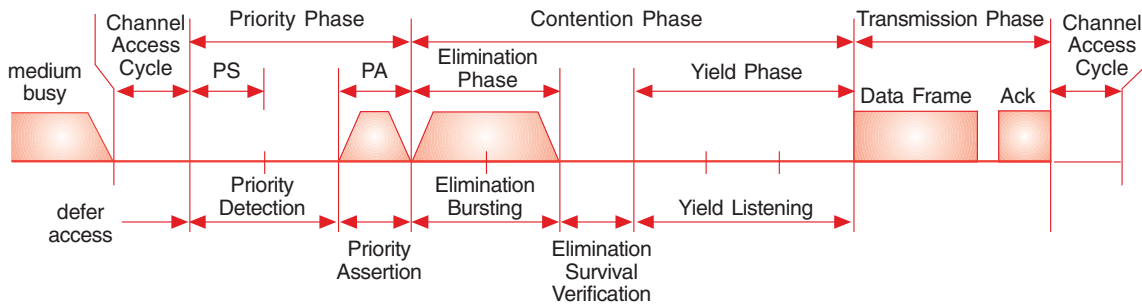 Channel
Access
Cycle
Priority Phase
Contention Phase
Transmission Phase
Channel
Access
Cycle
medium
busy
PS
PA
Elimination
Phase
Yield Phase
Data Frame
Ack
defer
access
Priority
Detection
Elimination
Bursting
Yield Listening
Priority
Assertion
Elimination
Survival
Verification